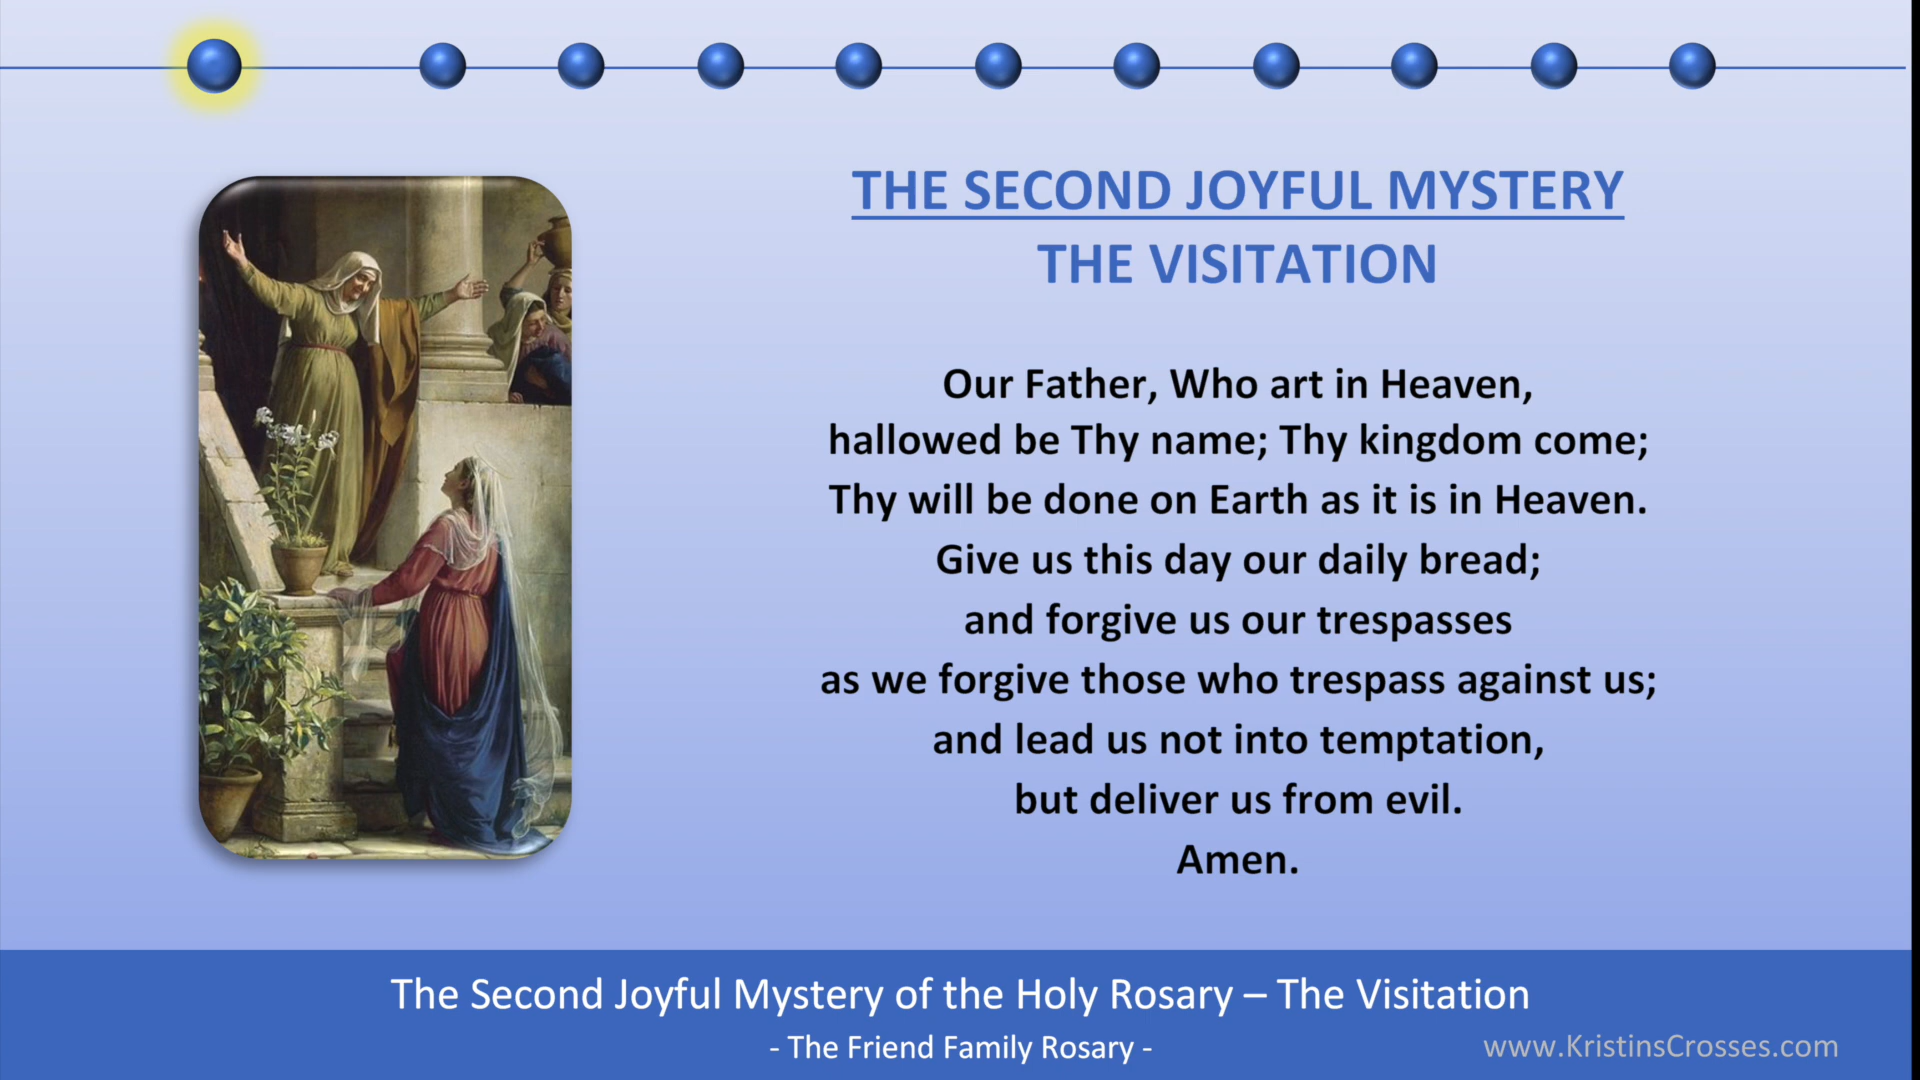 THE SECOND JOYFUL MYSTERY
THE VISITATION
Our Father, Who art in Heaven,
hallowed be Thy name; Thy kingdom come;
Thy will be done on Earth as it is in Heaven.
Give us this day our daily bread;
and forgive us our trespasses
as we forgive those who trespass against us;
and lead us not into temptation,
but deliver us from evil.
Amen.
The Second Joyful Mystery of the Holy Rosary – The Visitation
- The Friend Family Rosary -
www.KristinsCrosses.com